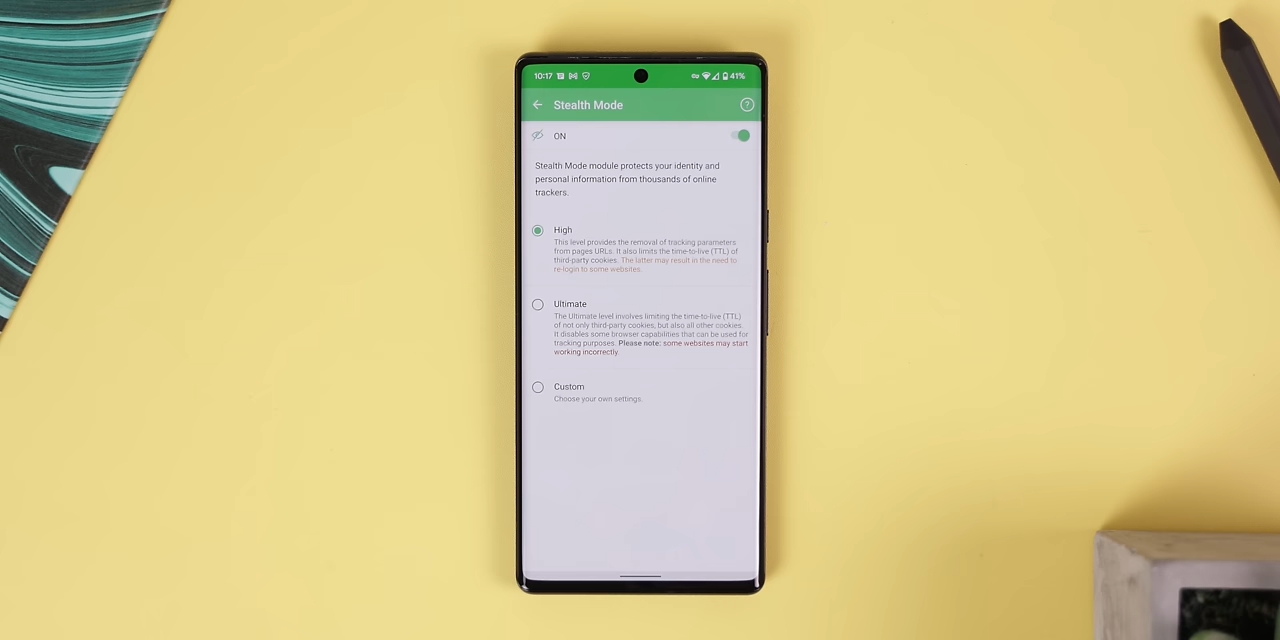 10:17 41%
Stealth Mode ?
ON
Stealth Mode module protects your identity and
personal information from thousands of online
trackers.
High
This level provides the removal of tracking parameters
from pages URLs. It also limits the time-to-live (TTL) of
third-party cookies. The latter may result in the need to
re-login to some websites.
Ultimate
The Ultimate level involves limiting the time-to-live (TTL)
of not only third-party cookies, but also all other cookies.
It disables some browser capabilities that can be used for
tracking purposes. Please note: some websites may start
working incorrectly.
Custom
Choose your own settings.